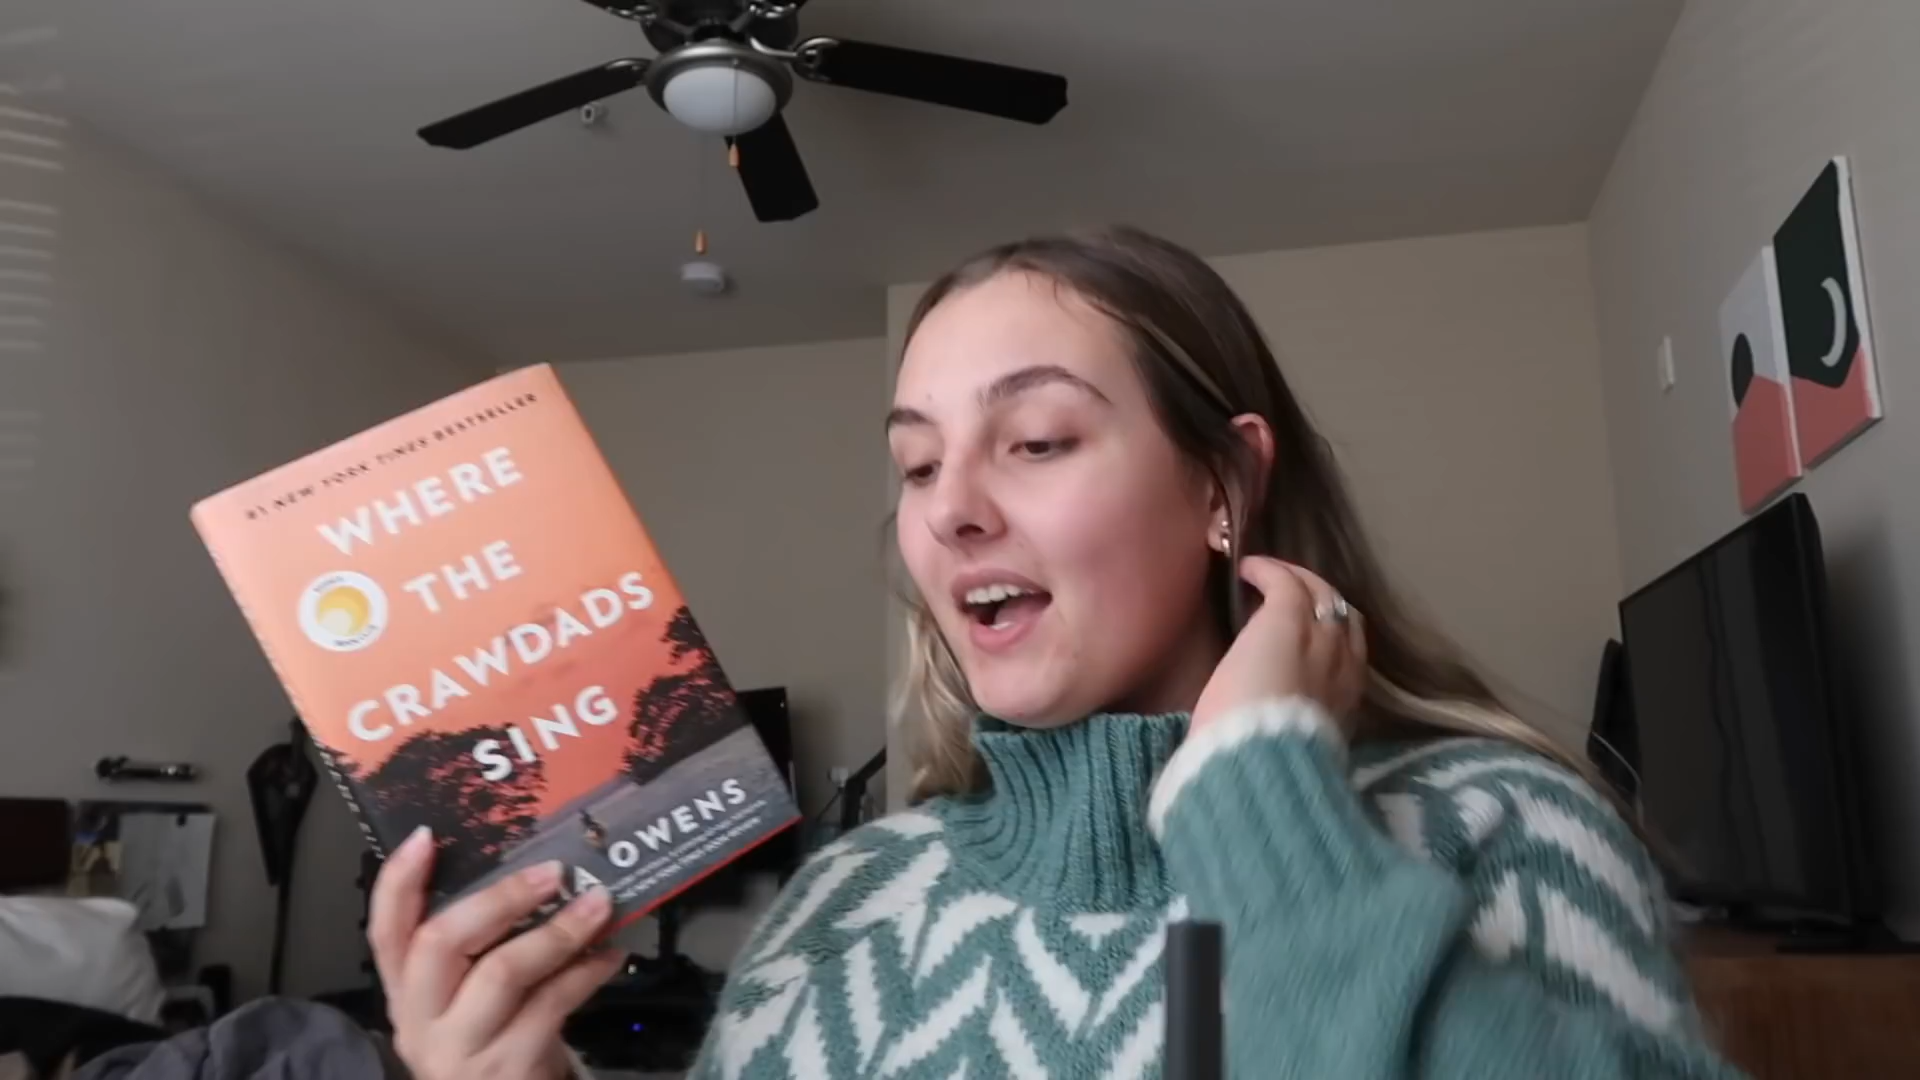 #1 NEW YORK TIMES BESTSELLER
WHERE
THE
CRAWDADS
SING
OWENS